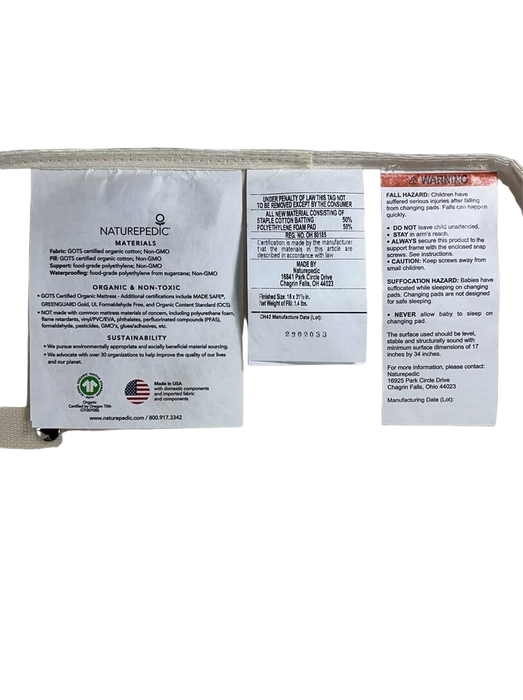 NATUREPEDIC
MATERIALS
Fabric: GOTS certified organic cotton; Non-GMO
Fill: GOTS certified organic cotton; Non-GMO
Support: food-grade polyethylene; Non-GMO
Waterproofing: food-grade polyethylene from sugarcane; Non-GMO
ORGANIC & NON-TOXIC
• GOTS Certified Organic Mattress - Additional certifications include MADE SAFE®,
GREENGUARD Gold, UL Formaldehyde Free, and Organic Content Standard (OCS).
• NOT made with common mattress materials of concern, including polyurethane foam,
flame retardants, vinyl/PVC/EVA, phthalates, perfluorinated compounds (PFAS),
formaldehyde, pesticides, GMO's, glues/adhesives, etc.
SUSTAINABILITY
• We pursue environmentally appropriate and socially beneficial material sourcing.
• We advocate with over 30 organizations to help improve the quality of our lives
and our planet.
Organic
Certified by Oregon Tilth
Made in USA
with domestic components
and imported fabric
and components
www.naturepedic.com / 800.917.3342
UNDER PENALTY OF LAW THIS TAG NOT
TO BE REMOVED EXCEPT BY THE CONSUMER
ALL NEW MATERIAL CONSISTING OF
STAPLE COTTON BATTING 50%
POLYETHYLENE FOAM PAD 50%
REG. NO. OH 80185
Certification is made by the manufacturer
that the materials in this article are
described in accordance with law
MADE BY
Naturepedic
16841 Park Circle Drive
Chagrin Falls, OH 44023
Finished Size: 16 x 31½ in.
Net Weight of Fill: 1.4 lbs.
CH42 Manufacture Date (Lot):
2302033
⚠ WARNING
FALL HAZARD: Children have
suffered serious injuries after falling
from changing pads. Falls can happen
quickly.
• DO NOT leave child unattended.
• STAY in arm's reach.
• ALWAYS secure this product to the
support frame with the enclosed snap
screws. See instructions.
• CAUTION: Keep screws away from
small children.
SUFFOCATION HAZARD: Babies have
suffocated while sleeping on changing
pads. Changing pads are not designed
for safe sleeping.
• NEVER allow baby to sleep on
changing pad.
The surface used should be level,
stable and structurally sound with
minimum surface dimensions of 17
inches by 34 inches.
For more information, please contact:
Naturepedic
16925 Park Circle Drive
Chagrin Falls, Ohio 44023
Manufacturing Date (Lot):